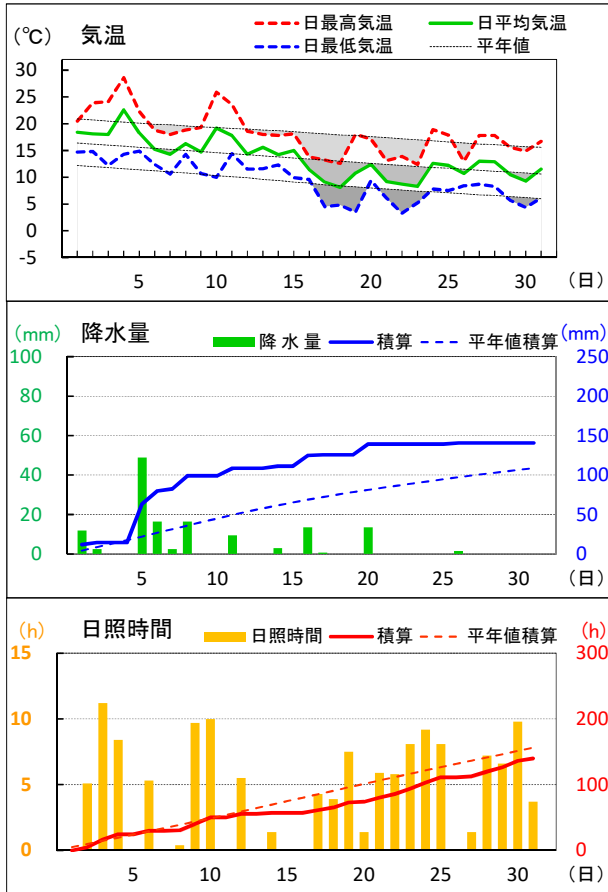 (℃) 気温 日最高気温 日平均気温
日最低気温 平年値
30
25
20
15
10
5
0
-5
5 10 15 20 25 30 (日)
(mm) 降水量 (mm)
降 水 量 積算 平年値積算
100 250
80 200
60 150
40 100
20 50
0 0
5 10 15 20 25 30 (日)
(h) 日照時間 (h)
日照時間 積算 平年値積算
15 300
10 200
5 100
0 0
5 10 15 20 25 30 (日)